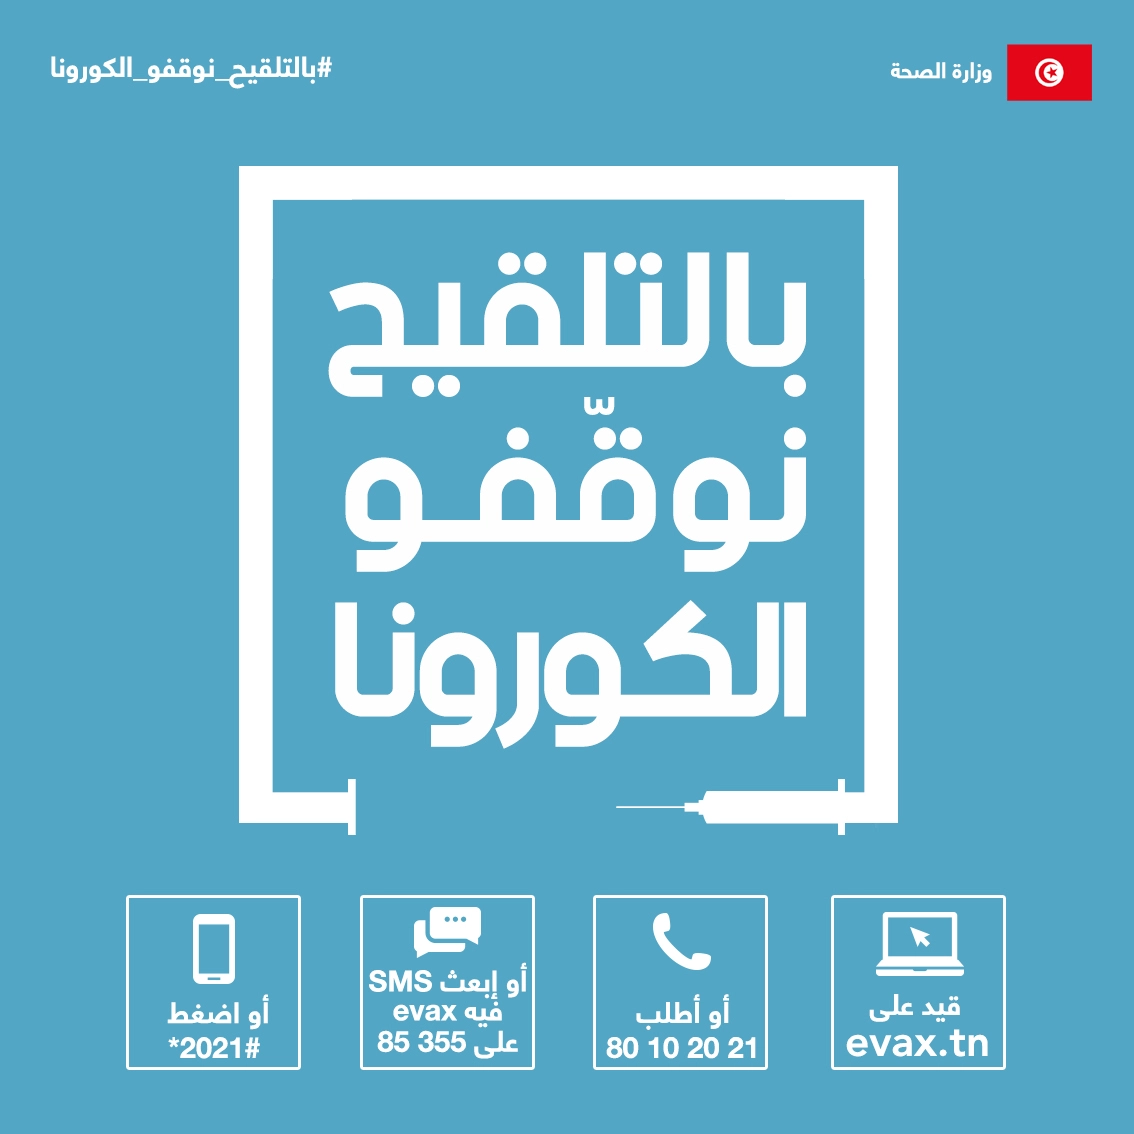 وزارة الصحة
#بالتلقيح_نوقفو_الكورونا
بالتلقيح
نوقّفو
الكورونا
قيد على
evax.tn
أو أطلب
80 10 20 21
أو إبعث SMS
فيه evax
على 355 85
أو اضغط
*2021#